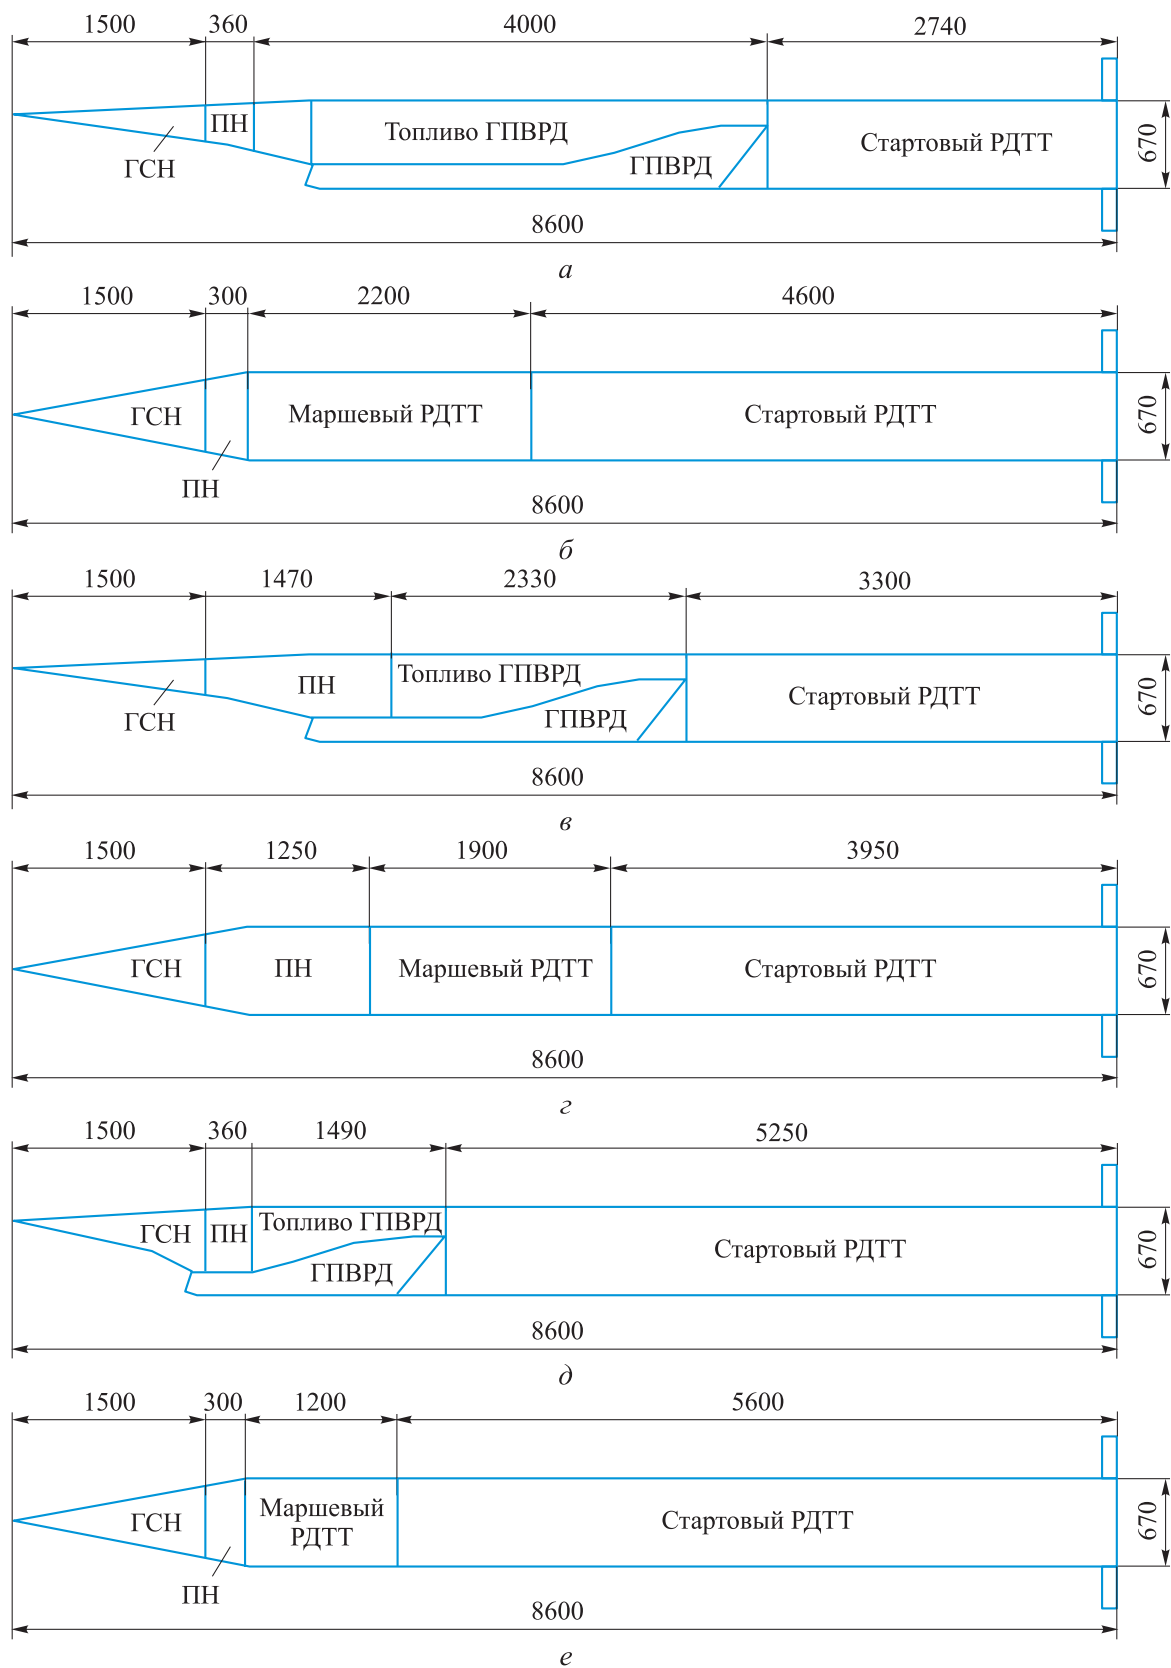 1500 360 4000 2740
ПН
Топливо ГПВРД
ГСН
ГПВРД
Стартовый РДТТ
670
8600
а
1500 300 2200 4600
ГСН
Маршевый РДТТ
Стартовый РДТТ
670
ПН
8600
б
1500 1470 2330 3300
ПН
Топливо ГПВРД
ГСН
ГПВРД
Стартовый РДТТ
670
8600
в
1500 1250 1900 3950
ГСН
ПН
Маршевый РДТТ
Стартовый РДТТ
670
8600
г
1500 360 1490 5250
ГСН
ПН
Топливо ГПВРД
ГПВРД
Стартовый РДТТ
670
8600
д
1500 300 1200 5600
ГСН
Маршевый
РДТТ
Стартовый РДТТ
670
ПН
8600
е